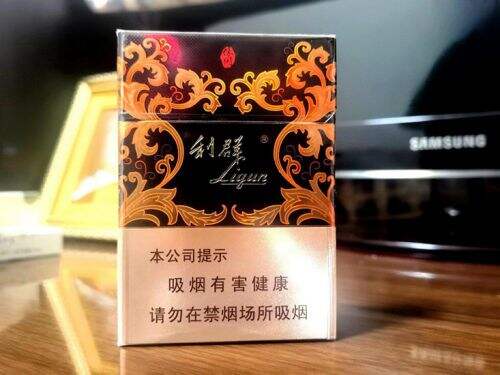 利群
Liqun
SAMSUNG
本公司提示
吸烟有害健康
请勿在禁烟场所吸烟